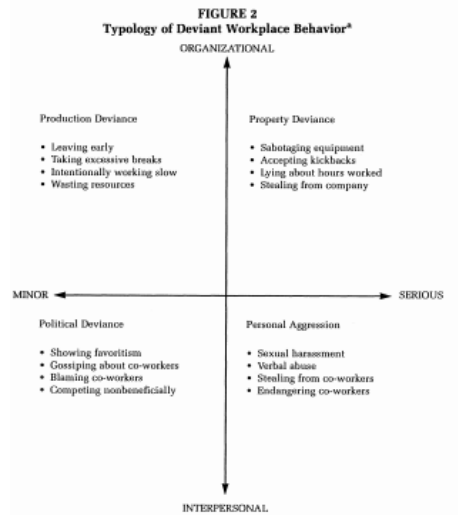 FIGURE 2
Typology of Deviant Workplace Behaviorᵃ
ORGANIZATIONAL
Production Deviance
• Leaving early
• Taking excessive breaks
• Intentionally working slow
• Wasting resources
Property Deviance
• Sabotaging equipment
• Accepting kickbacks
• Lying about hours worked
• Stealing from company
MINOR
SERIOUS
Political Deviance
• Showing favoritism
• Gossiping about co-workers
• Blaming co-workers
• Competing nonbeneficially
Personal Aggression
• Sexual harassment
• Verbal abuse
• Stealing from co-workers
• Endangering co-workers
INTERPERSONAL